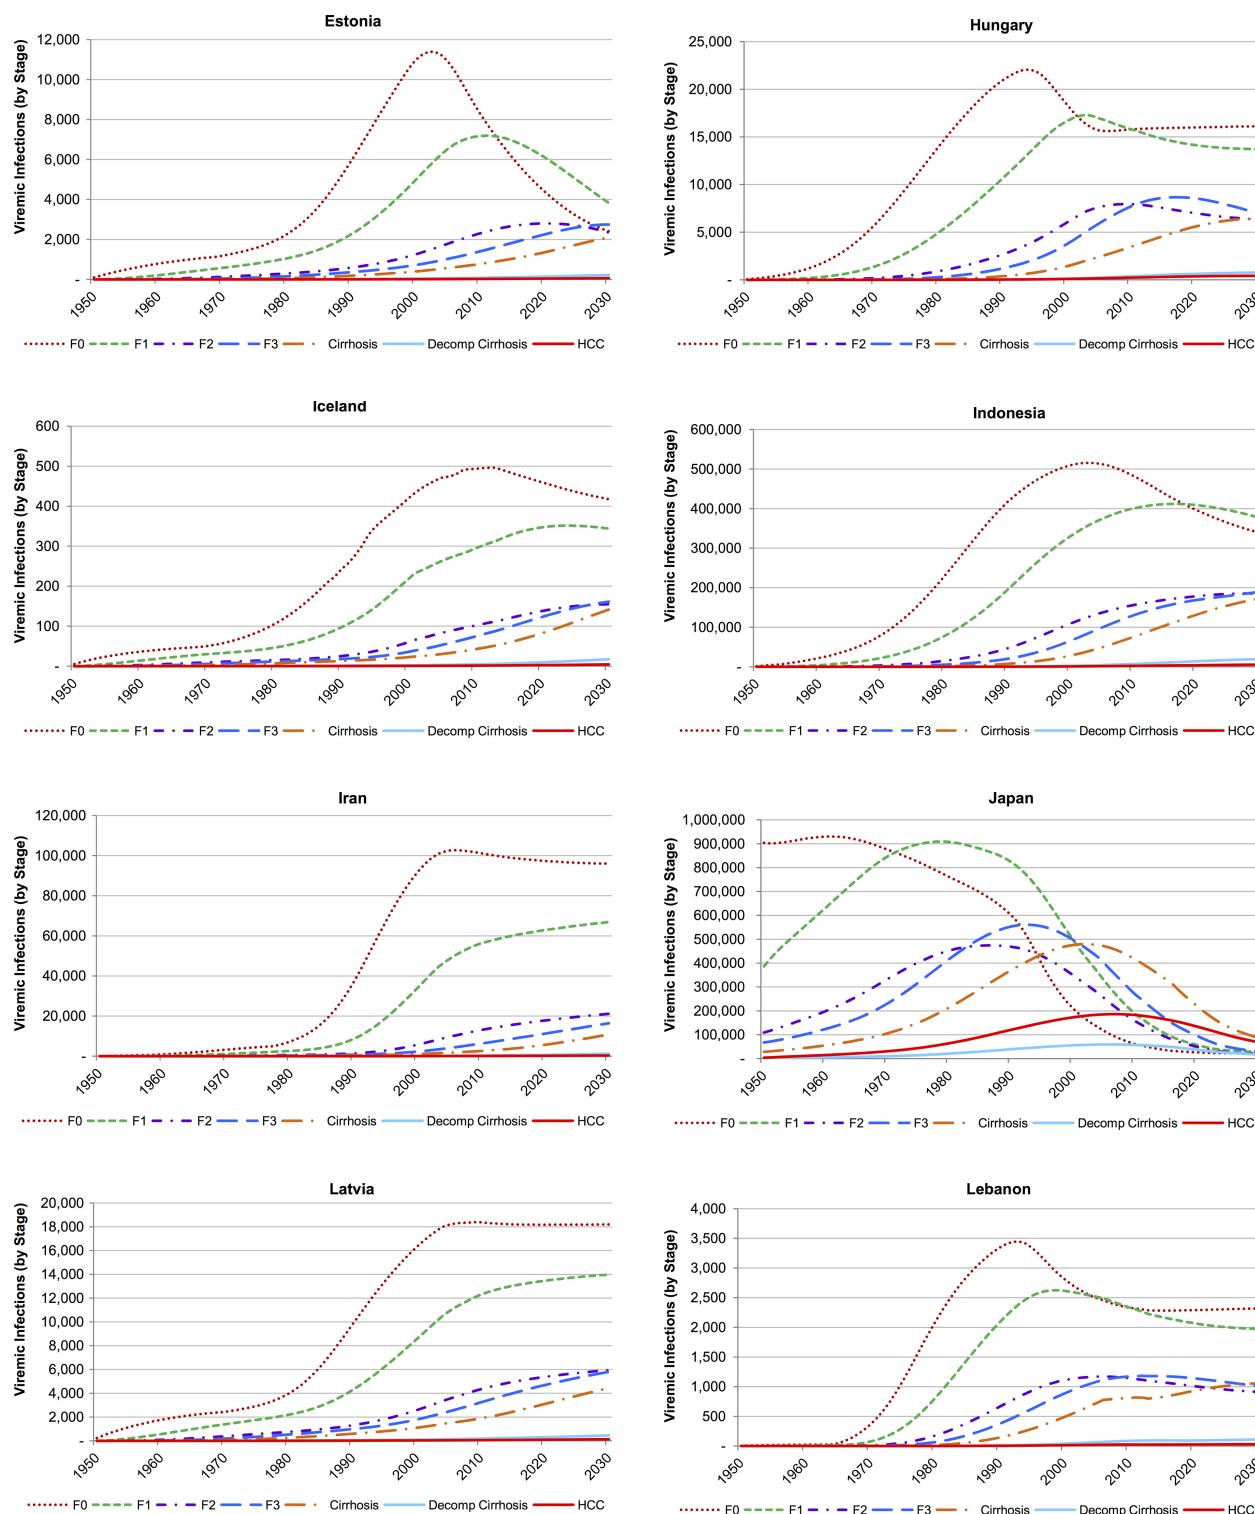 Estonia
Viremic Infections (by Stage)
12,000
10,000
8,000
6,000
4,000
2,000
-
1950 1960 1970 1980 1990 2000 2010 2020 2030
F0 F1 F2 F3 Cirrhosis Decomp Cirrhosis HCC
Hungary
Viremic Infections (by Stage)
25,000
20,000
15,000
10,000
5,000
-
1950 1960 1970 1980 1990 2000 2010 2020 2030
F0 F1 F2 F3 Cirrhosis Decomp Cirrhosis HCC
Iceland
Viremic Infections (by Stage)
600
500
400
300
200
100
-
1950 1960 1970 1980 1990 2000 2010 2020 2030
F0 F1 F2 F3 Cirrhosis Decomp Cirrhosis HCC
Indonesia
Viremic Infections (by Stage)
600,000
500,000
400,000
300,000
200,000
100,000
-
1950 1960 1970 1980 1990 2000 2010 2020 2030
F0 F1 F2 F3 Cirrhosis Decomp Cirrhosis HCC
Iran
Viremic Infections (by Stage)
120,000
100,000
80,000
60,000
40,000
20,000
-
1950 1960 1970 1980 1990 2000 2010 2020 2030
F0 F1 F2 F3 Cirrhosis Decomp Cirrhosis HCC
Japan
Viremic Infections (by Stage)
1,000,000
900,000
800,000
700,000
600,000
500,000
400,000
300,000
200,000
100,000
-
1950 1960 1970 1980 1990 2000 2010 2020 2030
F0 F1 F2 F3 Cirrhosis Decomp Cirrhosis HCC
Latvia
Viremic Infections (by Stage)
20,000
18,000
16,000
14,000
12,000
10,000
8,000
6,000
4,000
2,000
-
1950 1960 1970 1980 1990 2000 2010 2020 2030
F0 F1 F2 F3 Cirrhosis Decomp Cirrhosis HCC
Lebanon
Viremic Infections (by Stage)
4,000
3,500
3,000
2,500
2,000
1,500
1,000
500
-
1950 1960 1970 1980 1990 2000 2010 2020 2030
F0 F1 F2 F3 Cirrhosis Decomp Cirrhosis HCC